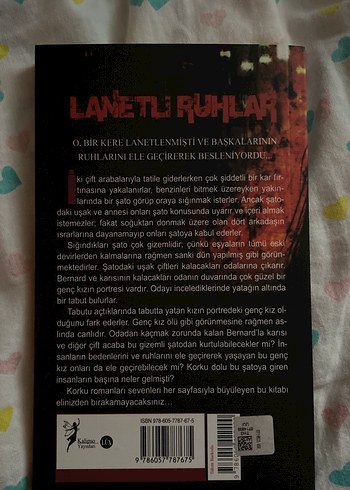 LANETLİ RUHLAR
O, BİR KERE LANETLENMİŞTİ VE BAŞKALARININ
RUHLARINI ELE GEÇİREREK BESLENİYORDU...
İki çift arabalarıyla tatile giderlerken çok şiddetli bir kar fır-
tınasına yakalanırlar, benzinleri bitmek üzereyken yakın-
larında bir şato görüp oraya sığınmak isterler. Ancak şato-
daki uşak ve annesi onları şato konusunda uyarır ve içeri almak
istemezler; fakat soğuktan donmak üzere olan dört arkadaşın
ısrarlarına dayanamayıp onları şatoya kabul ederler.
Sığındıkları şato çok gizemlidir; çünkü eşyaların tümü eski
devirlerden kalmalarına rağmen sanki dün yapılmış gibi görün-
mektedirler. Şatodaki uşak çiftleri kalacakları odalarına çıkarır.
Bernard ve karısının kalacakları odanın duvarında çok güzel bir
genç kızın portresi vardır. Odayı incelediklerinde yatağın altında
bir tabut bulurlar.
Tabutu açtıklarında tabutta yatan kızın portredeki genç kız ol-
duğunu fark ederler. Genç kız ölü gibi görünmesine rağmen as-
lında canlıdır. Odadan kaçmak zorunda kalan Bernard'la karısı
ve diğer çift acaba bu gizemli şatodan kurtulabilecekler mi? İn-
sanların bedenlerini ve ruhlarını ele geçirerek yaşayan bu genç
kız onları da ele geçirebilecek mi? Korku dolu bu şatoya giren
insanların başına neler gelmişti?
Korku romanları sevenleri her sayfasıyla büyüleyen bu kitabı
elinizden bırakamayacaksınız...
Kaligraf
Yayınları
LUX
ISBN 978-605-7787-67-5
9 786057 787675